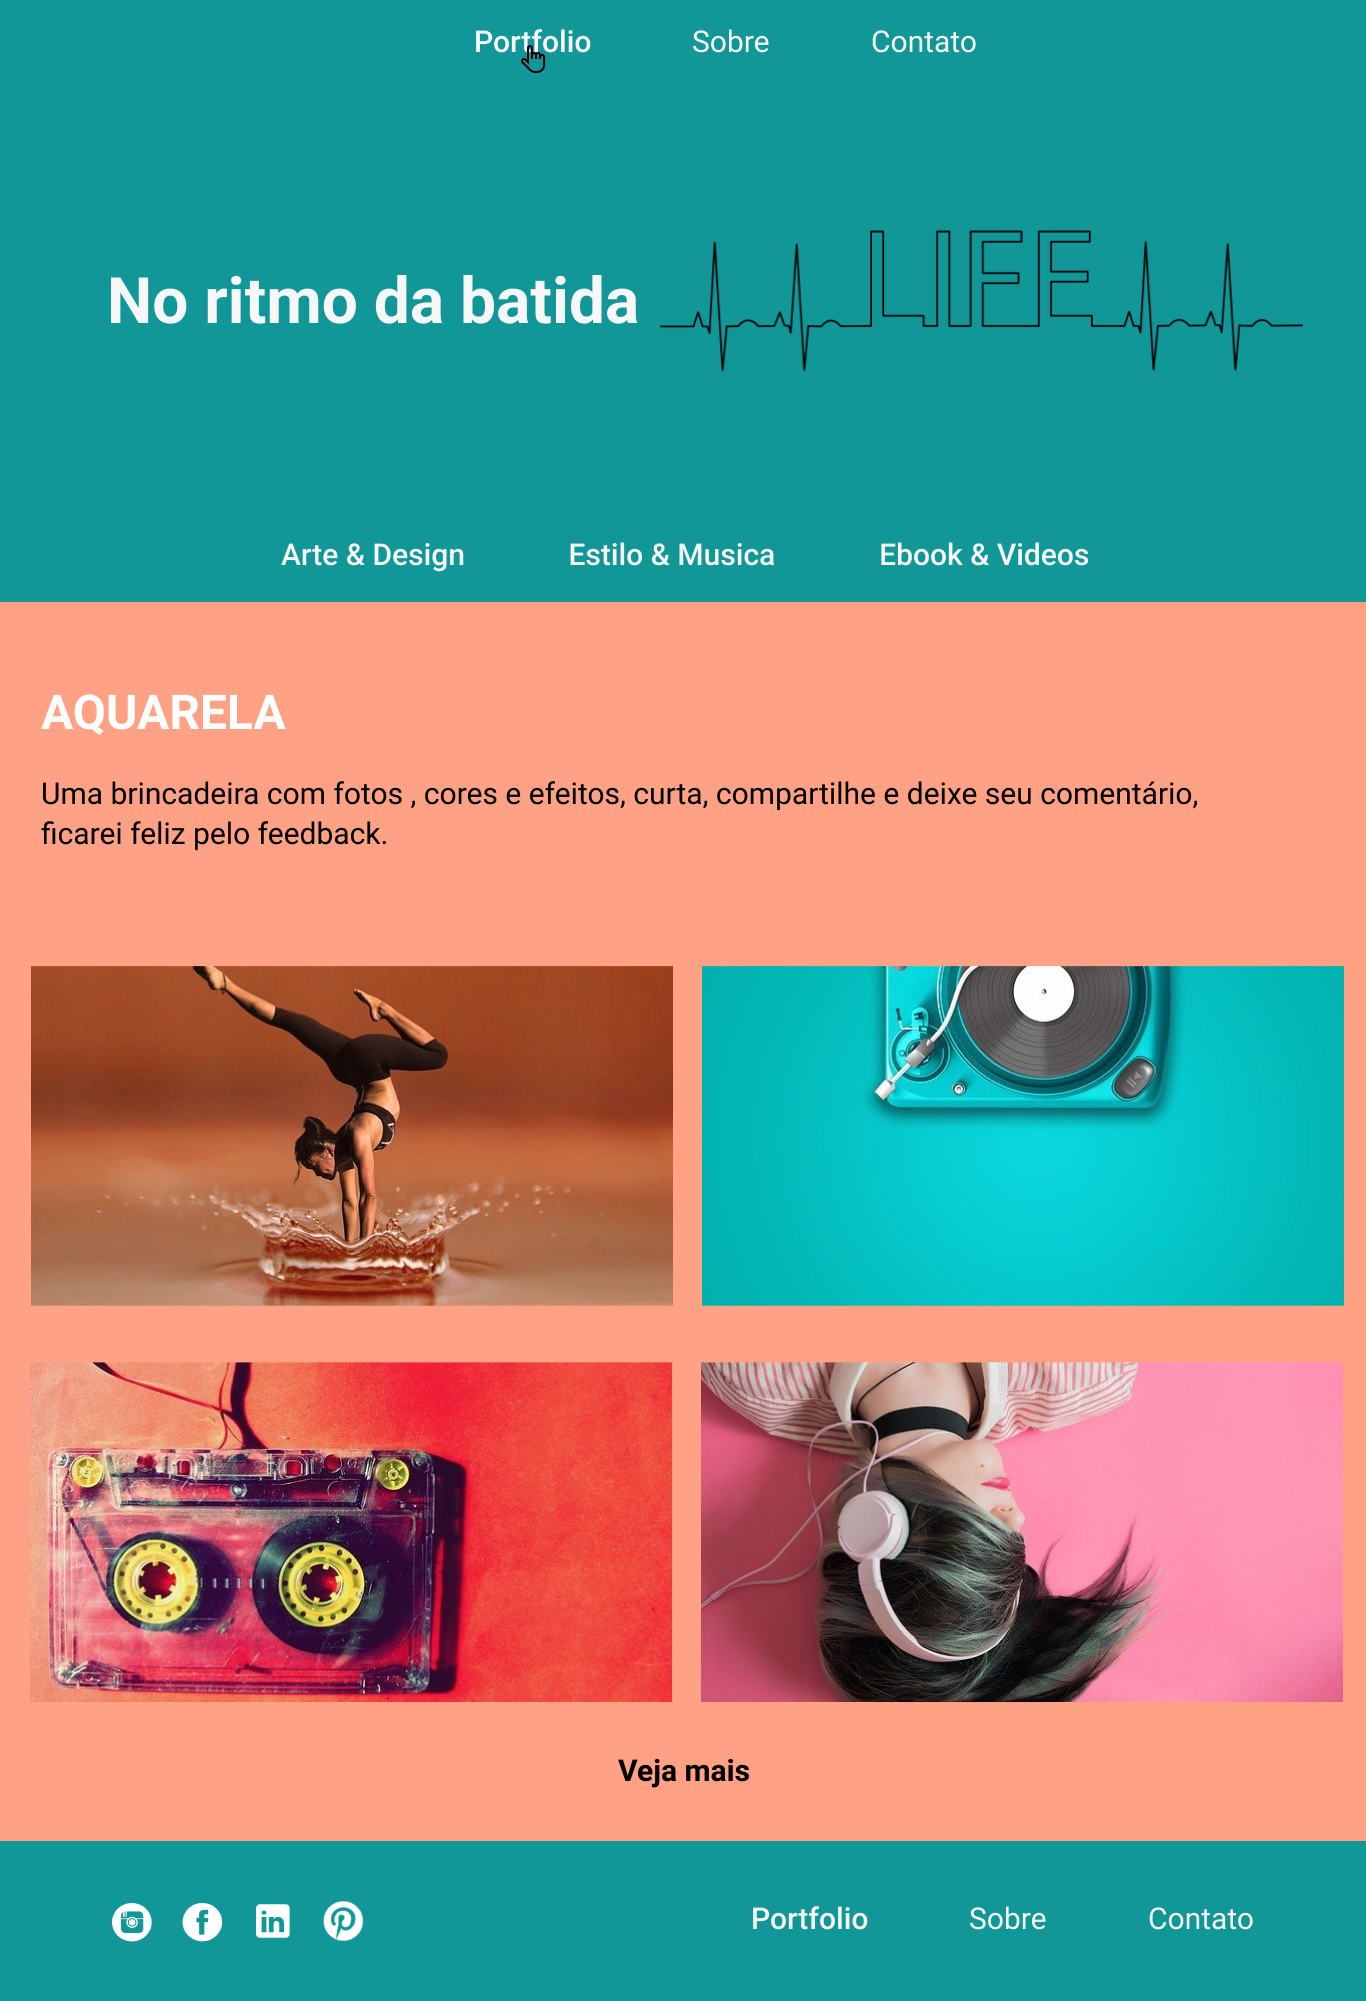 Portfolio Sobre Contato
No ritmo da batida LIFE
Arte & Design Estilo & Musica Ebook & Videos
AQUARELA
Uma brincadeira com fotos , cores e efeitos, curta, compartilhe e deixe seu comentário,
ficarei feliz pelo feedback.
Veja mais
Portfolio Sobre Contato